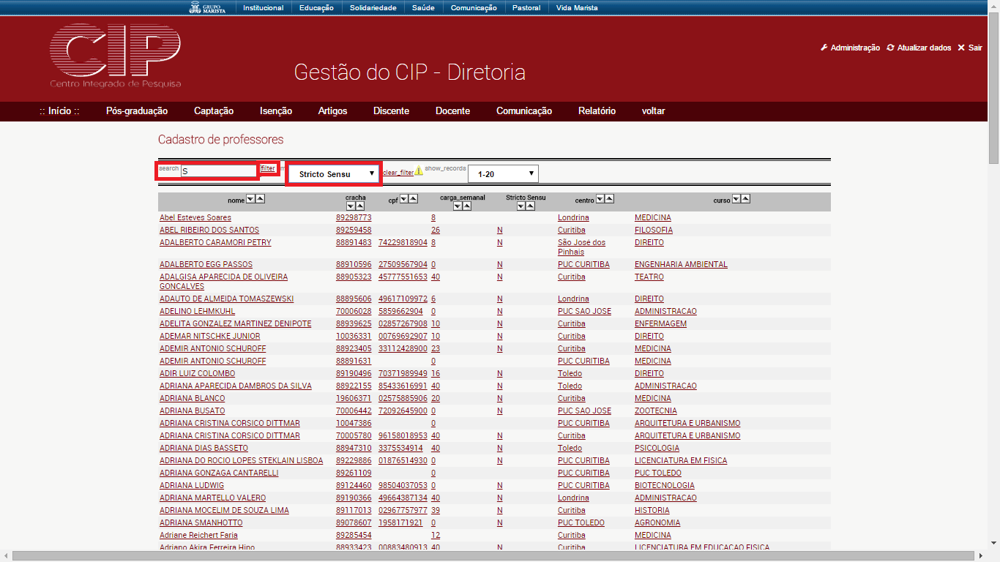 GRUPO MARISTA Institucional Educação Solidariedade Saúde Comunicação Pastoral Vida Marista
CIP
Centro Integrado de Pesquisa
Gestão do CIP - Diretoria
Administração Atualizar dados Sair
:: Início :: Pós-graduação Captação Isenção Artigos Discente Docente Comunicação Relatório voltar
Cadastro de professores
search S filter Stricto Sensu clear_filter show_records 1-20
nome cracha cpf carga_semanal Stricto Sensu centro curso
Abel Esteves Soares 89298773 8 Londrina MEDICINA
ABEL RIBEIRO DOS SANTOS 89259458 26 N Curitiba FILOSOFIA
ADALBERTO CARAMORI PETRY 88891483 74229818904 8 N São José dos Pinhais DIREITO
ADALBERTO EGG PASSOS 88910596 27509567904 0 N PUC CURITIBA ENGENHARIA AMBIENTAL
ADALGISA APARECIDA DE OLIVEIRA GONCALVES 88905323 45777551653 40 N Curitiba TEATRO
ADAUTO DE ALMEIDA TOMASZEWSKI 88895606 49617109972 6 N Londrina DIREITO
ADELINO LEHMKUHL 70006028 5859662904 0 N PUC SAO JOSE ADMINISTRACAO
ADELITA GONZALEZ MARTINEZ DENIPOTE 88939625 02857267908 10 N Curitiba ENFERMAGEM
ADEMAR NITSCHKE JUNIOR 10036331 00769692907 10 N Curitiba DIREITO
ADEMIR ANTONIO SCHUROFF 88923405 33112428900 23 N Curitiba MEDICINA
ADEMIR ANTONIO SCHUROFF 88891631 0 PUC CURITIBA MEDICINA
ADIR LUIZ COLOMBO 89190496 70371989949 16 N Toledo DIREITO
ADRIANA APARECIDA DAMBROS DA SILVA 88922155 85433616991 40 N Toledo ADMINISTRACAO
ADRIANA BLANCO 19606371 02575885906 20 N Curitiba MEDICINA
ADRIANA BUSATO 70006442 72092645900 0 N PUC SAO JOSE ZOOTECNIA
ADRIANA CRISTINA CORSICO DITTMAR 10047386 0 PUC CURITIBA ARQUITETURA E URBANISMO
ADRIANA CRISTINA CORSICO DITTMAR 70005780 96158018953 40 N Curitiba ARQUITETURA E URBANISMO
ADRIANA DIAS BASSETO 88947310 3375534914 40 N Toledo PSICOLOGIA
ADRIANA DO ROCIO LOPES STEKLAIN LISBOA 89229886 01876514930 0 N PUC CURITIBA LICENCIATURA EM FISICA
ADRIANA GONZAGA CANTARELLI 89261109 0 PUC CURITIBA PUC TOLEDO
ADRIANA LUDWIG 89124460 98504037053 0 N PUC CURITIBA BIOTECNOLOGIA
ADRIANA MARTELLO VALERO 89190366 49664387134 40 N Londrina ADMINISTRACAO
ADRIANA MOCELIM DE SOUZA LIMA 89117013 02967757977 39 N Curitiba HISTORIA
ADRIANA SMANHOTTO 89078607 1958171921 0 N PUC TOLEDO AGRONOMIA
Adriane Reichert Faria 89285454 12 Curitiba MEDICINA
Adriano Akira Ferreira Hino 88933423 00883480913 40 N Curitiba LICENCIATURA EM EDUCACAO FISICA